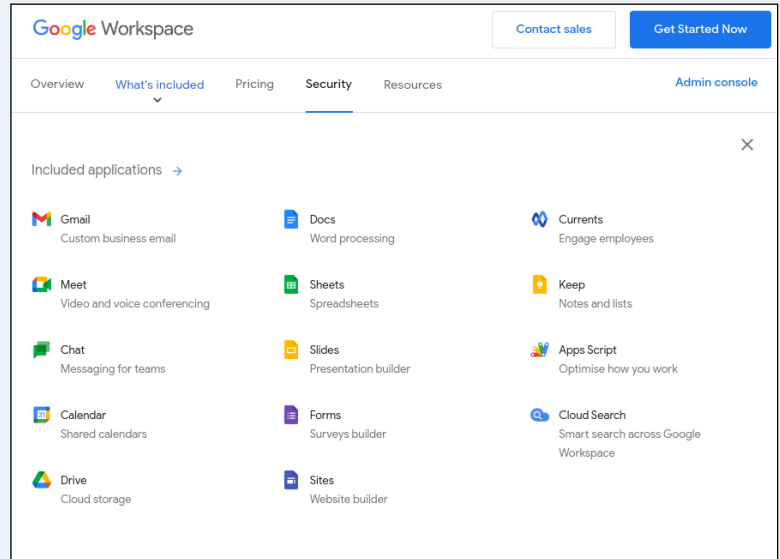 Google Workspace
Contact sales
Get Started Now
Overview
What's included
Pricing
Security
Resources
Admin console
Included applications →
Gmail
Custom business email
Meet
Video and voice conferencing
Chat
Messaging for teams
31
Calendar
Shared calendars
Drive
Cloud storage
Docs
Word processing
Sheets
Spreadsheets
Slides
Presentation builder
Forms
Surveys builder
Sites
Website builder
Currents
Engage employees
Keep
Notes and lists
Apps Script
Optimise how you work
Cloud Search
Smart search across Google
Workspace